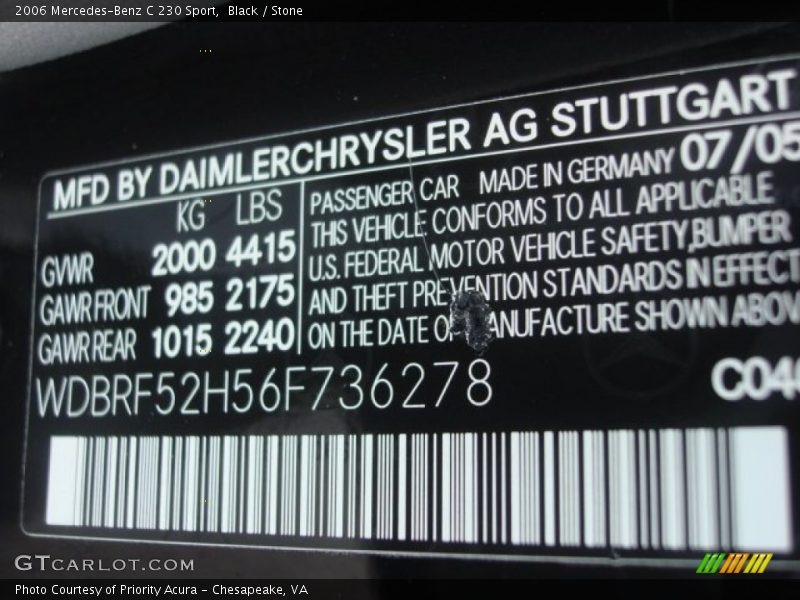 2006 Mercedes-Benz C 230 Sport,  Black / Stone
MFD BY DAIMLERCHRYSLER AG STUTTGART
KG LBS
GVWR 2000 4415
GAWR FRONT 985 2175
GAWR REAR 1015 2240
07/05
PASSENGER CAR MADE IN GERMANY
THIS VEHICLE CONFORMS TO ALL APPLICABLE
U.S. FEDERAL MOTOR VEHICLE SAFETY,BUMPER
AND THEFT PREVENTION STANDARDS IN EFFECT
ON THE DATE OF MANUFACTURE SHOWN ABOVE
WDBRF52H56F736278
C040
GTCARLOT.COM
Photo Courtesy of Priority Acura - Chesapeake, VA